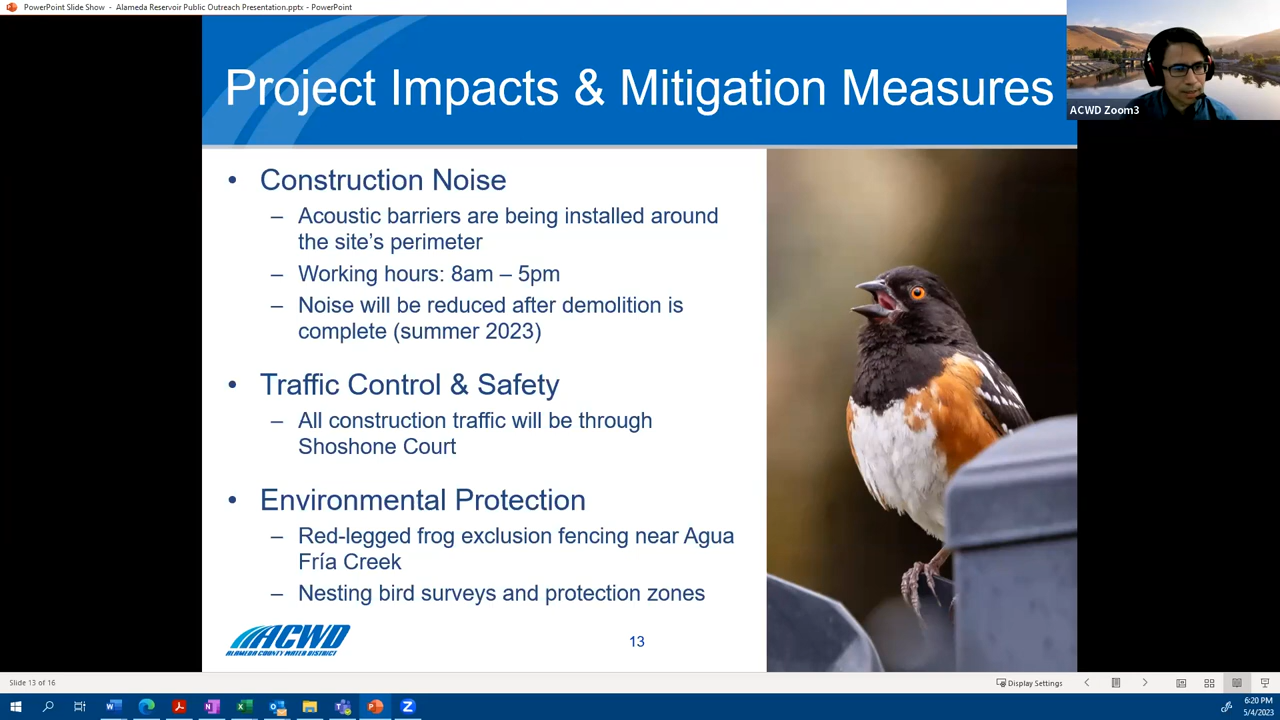 PowerPoint Slide Show - Alameda Reservoir Public Outreach Presentation.pptx - PowerPoint
Project Impacts & Mitigation Measures
ACWD Zoom3
• Construction Noise
– Acoustic barriers are being installed around
the site's perimeter
– Working hours: 8am – 5pm
– Noise will be reduced after demolition is
complete (summer 2023)
• Traffic Control & Safety
– All construction traffic will be through
Shoshone Court
• Environmental Protection
– Red-legged frog exclusion fencing near Agua
Fría Creek
– Nesting bird surveys and protection zones
ACWD
ALAMEDA COUNTY WATER DISTRICT
13
Slide 13 of 16
Display Settings
6:20 PM
5/4/2023